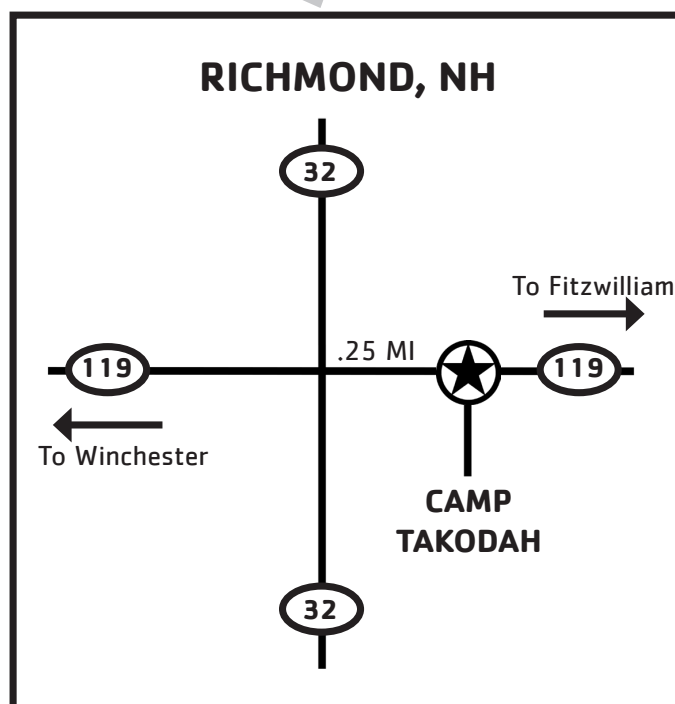 RICHMOND, NH
32
To Fitzwilliam
.25 MI
119
119
To Winchester
CAMP
TAKODAH
32